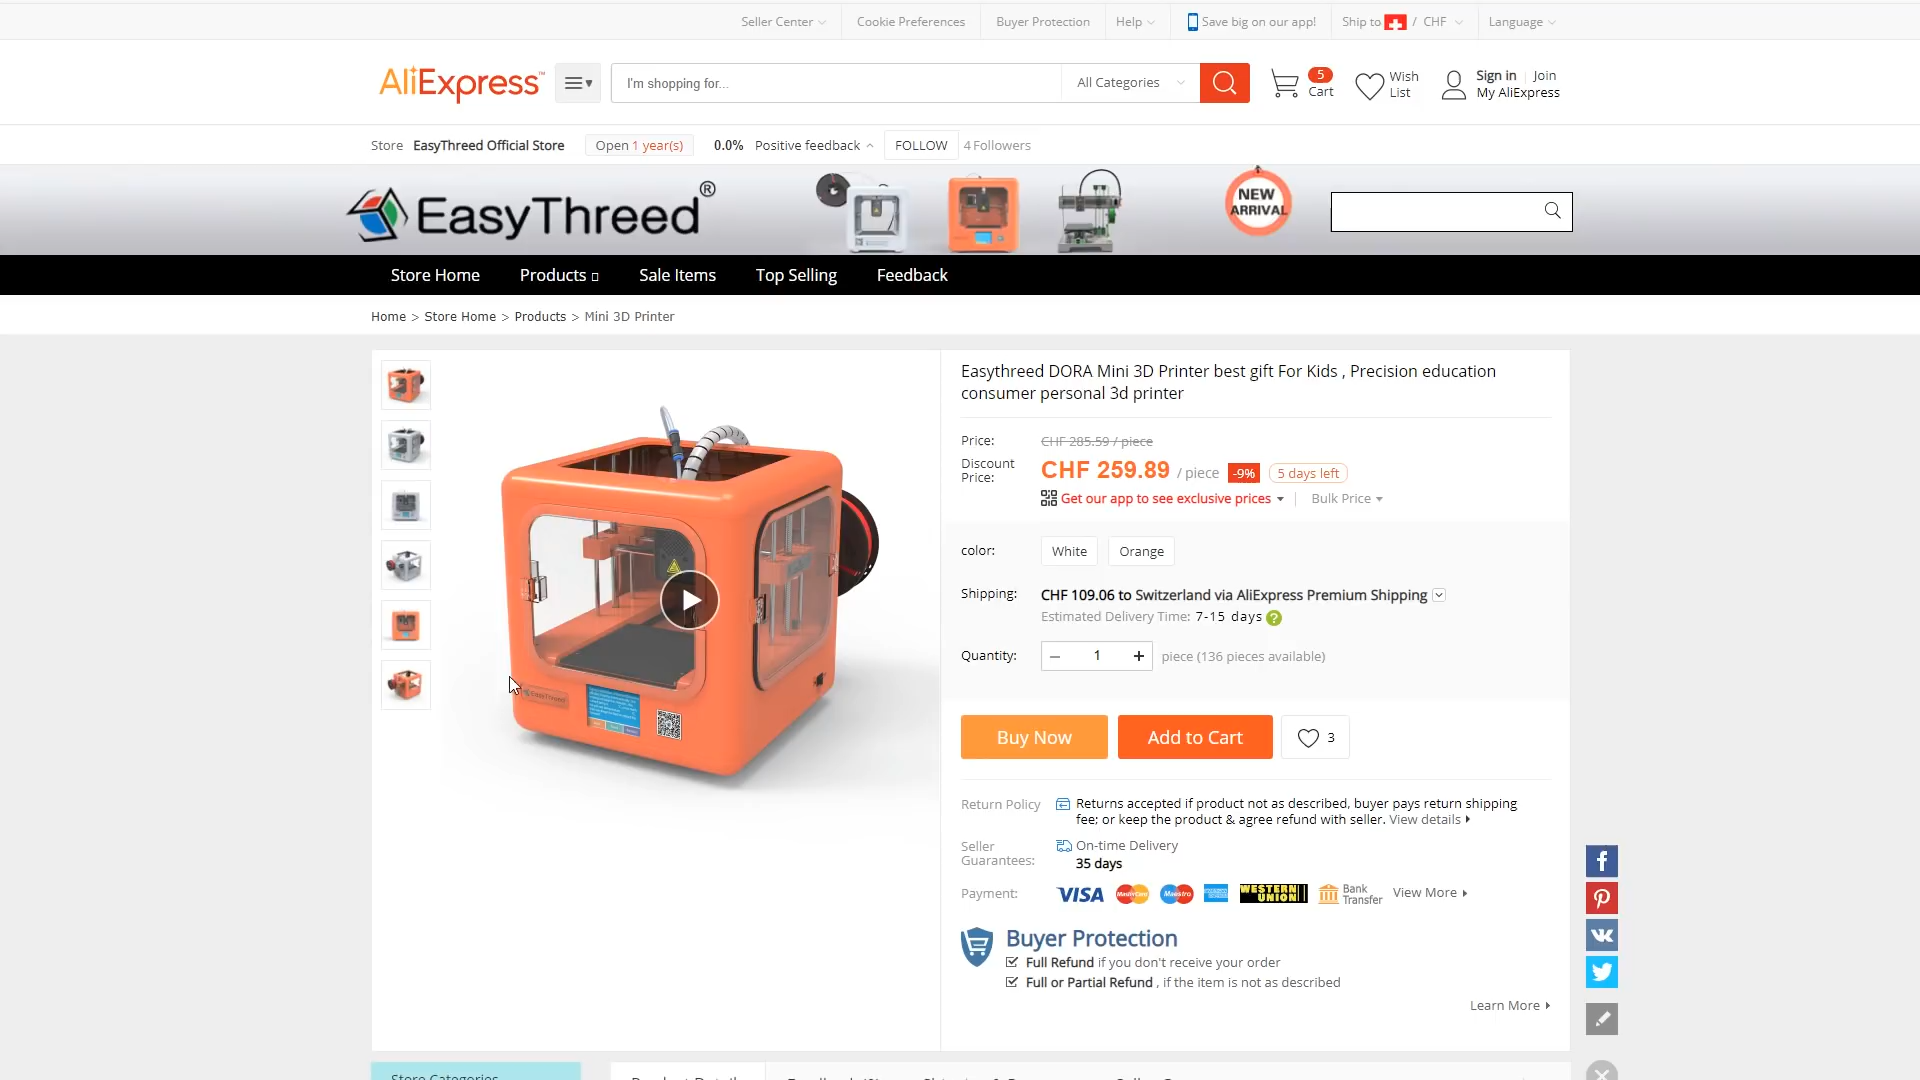 Seller Center
Cookie Preferences
Buyer Protection
Help
Save big on our app!
Ship to / CHF
Language
AliExpress™
I'm shopping for...
All Categories
5
Cart
Wish
List
Sign in Join
My AliExpress
Store EasyThreed Official Store
Open 1 year(s)
0.0% Positive feedback
FOLLOW
4 Followers
EasyThreed®
NEW
ARRIVAL
Store Home
Products
Sale Items
Top Selling
Feedback
Home > Store Home > Products > Mini 3D Printer
Easythreed DORA Mini 3D Printer best gift For Kids , Precision education
consumer personal 3d printer
Price: CHF 285.59 / piece
Discount
Price:
CHF 259.89 / piece -9% 5 days left
Get our app to see exclusive prices
Bulk Price
color: White Orange
Shipping: CHF 109.06 to Switzerland via AliExpress Premium Shipping
Estimated Delivery Time: 7-15 days ?
Quantity: − 1 + piece (136 pieces available)
EasyThreed
Buy Now
Add to Cart
3
Return Policy
Returns accepted if product not as described, buyer pays return shipping
fee; or keep the product & agree refund with seller. View details
Seller
Guarantees:
On-time Delivery
35 days
Payment: VISA MasterCard Maestro WESTERN UNION Bank Transfer View More
Buyer Protection
Full Refund if you don't receive your order
Full or Partial Refund , if the item is not as described
Learn More
Store Categories